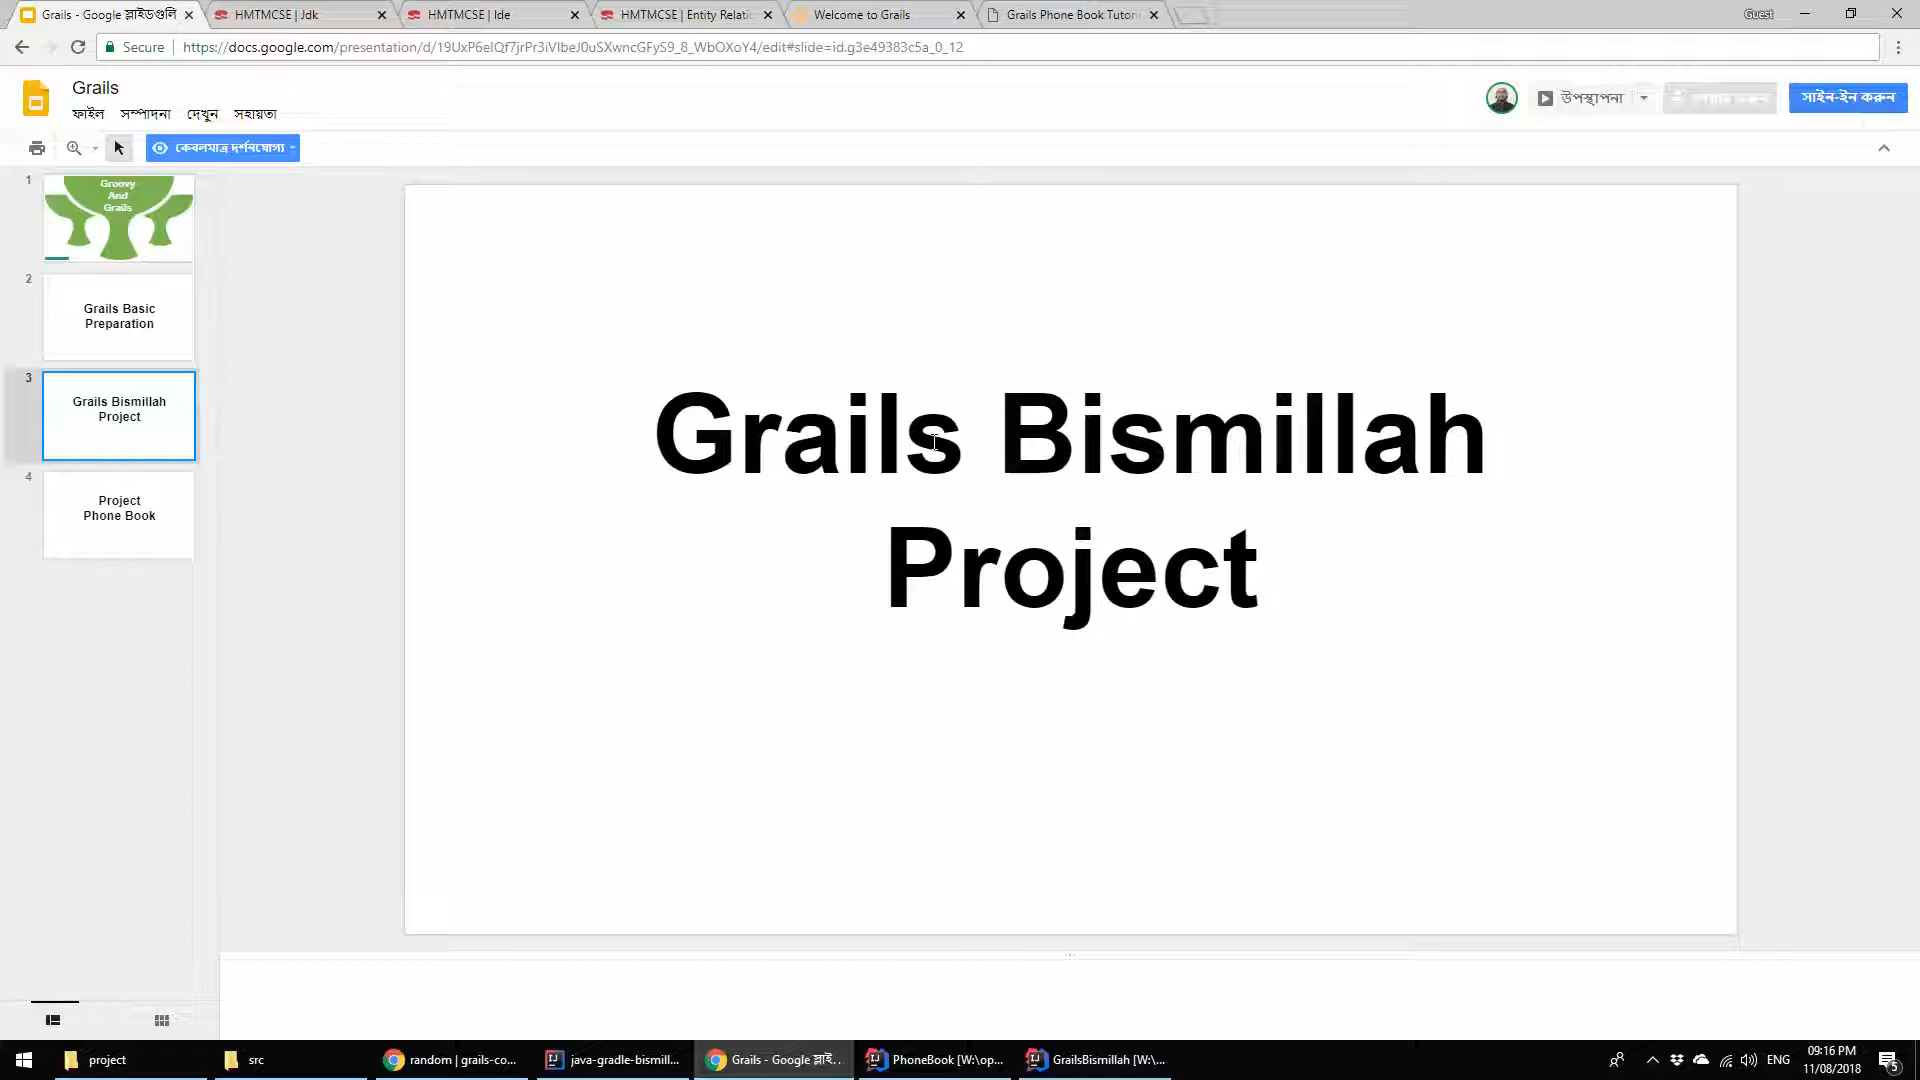 Grails - Google স্লাইডগুলি
HMTMCSE | Jdk
HMTMCSE | Ide
HMTMCSE | Entity Relatic
Welcome to Grails
Grails Phone Book Tutori
Guest
Secure
https://docs.google.com/presentation/d/19UxP6elQf7jrPr3iVIbeJ0uSXwncGFyS9_8_WbOXoY4/edit#slide=id.g3e49383c5a_0_12
Grails
ফাইল সম্পাদনা দেখুন সহায়তা
উপস্থাপনা
সাইন-ইন করুন
কেবলমাত্র দর্শনযোগ্য
1
Groovy
And
Grails
2
Grails Basic
Preparation
3
Grails Bismillah
Project
4
Project
Phone Book
Grails Bismillah
Project
project
src
random | grails-co...
java-gradle-bismill...
Grails - Google স্লাই...
PhoneBook [W:\op...
GrailsBismillah [W:\...
ENG
09:16 PM
11/08/2018
5